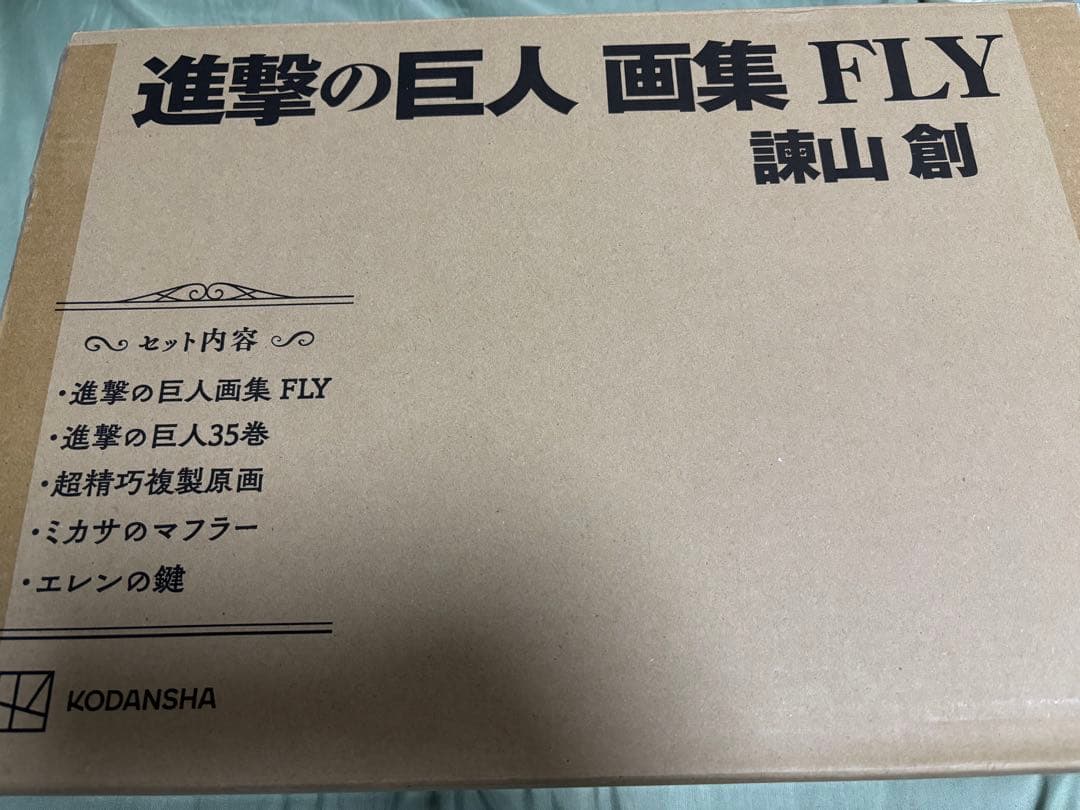 進撃の巨人 画集 FLY
諫山 創
セット内容
・進撃の巨人画集 FLY
・進撃の巨人35巻
・超精巧複製原画
・ミカサのマフラー
・エレンの鍵
KODANSHA